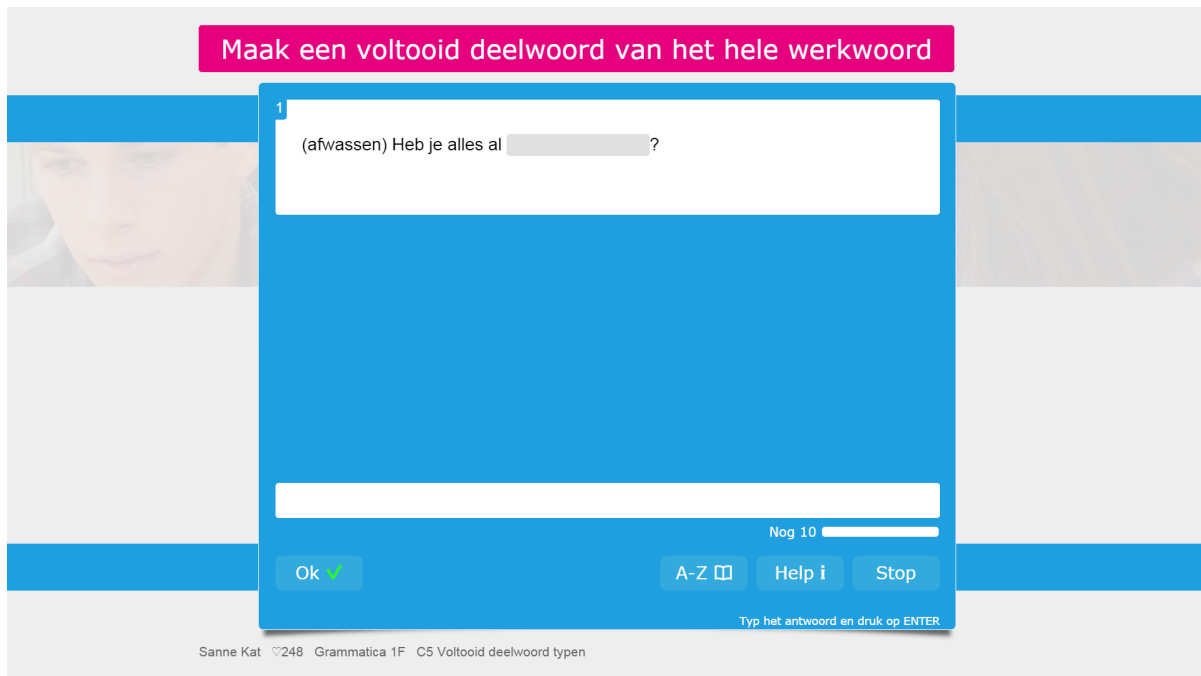 Maak een voltooid deelwoord van het hele werkwoord
1
(afwassen) Heb je alles al ?
Nog 10
Ok A-Z Help i Stop
Typ het antwoord en druk op ENTER
Sanne Kat ♡248 Grammatica 1F C5 Voltooid deelwoord typen